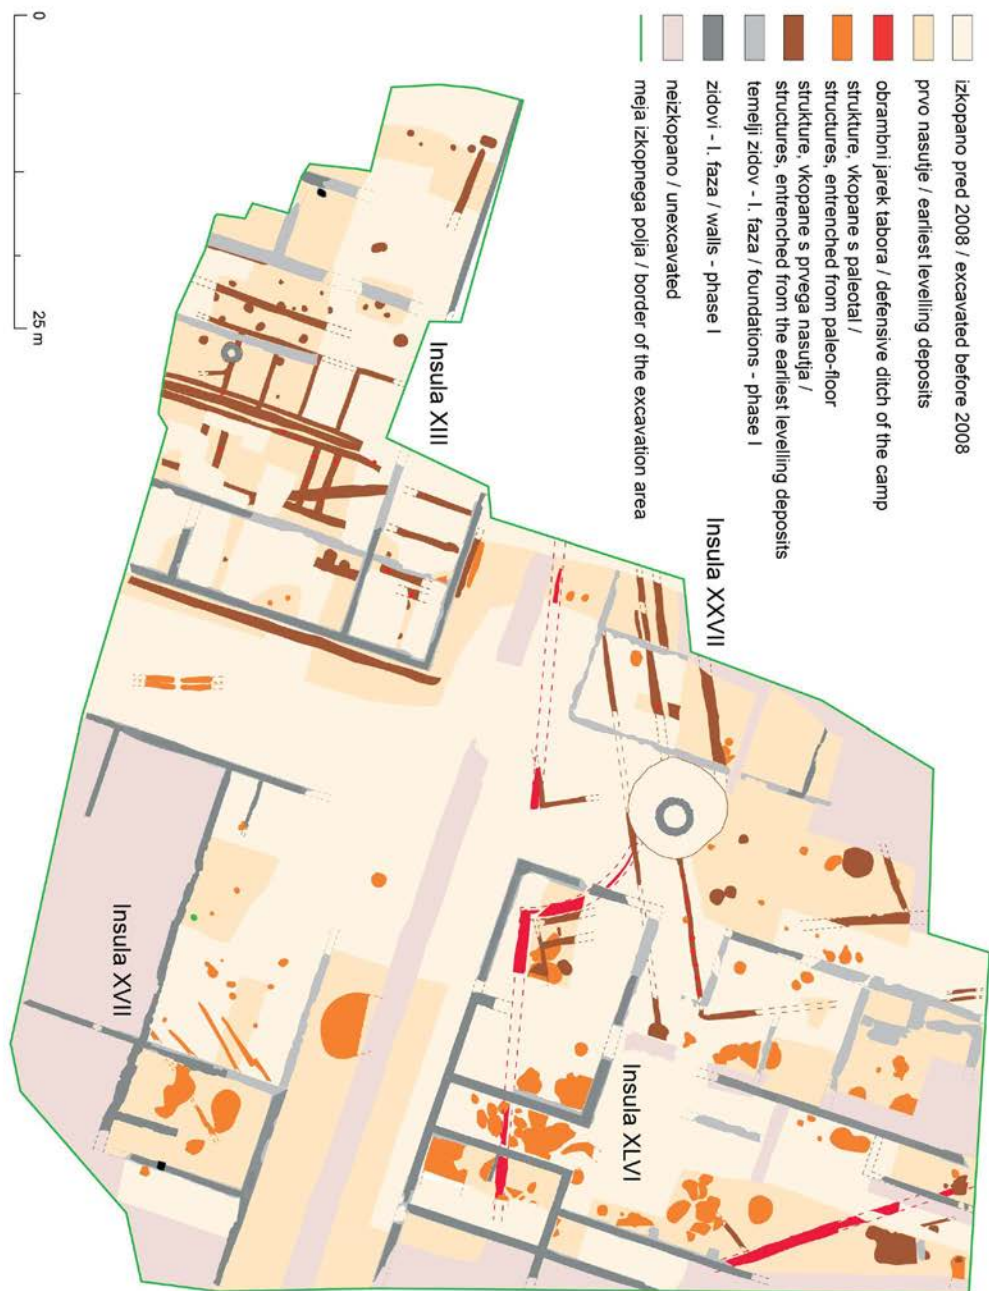 izkopano pred 2008 / excavated before 2008
prvo nasutje / earliest levelling deposits
obrambni jarek tabora / defensive ditch of the camp
strukture, vkopane s paleotal /
structures, entrenched from paleo-floor
strukture, vkopane s prvega nasutja /
structures, entrenched from the earliest levelling deposits
temelji zidov - I. faza / foundations - phase I
zidovi - I. faza / walls - phase I
neizkopano / unexcavated
meja izkopnega polja / border of the excavation area
0
25 m
Insula XIII
Insula XXVII
Insula XVII
Insula XLVI